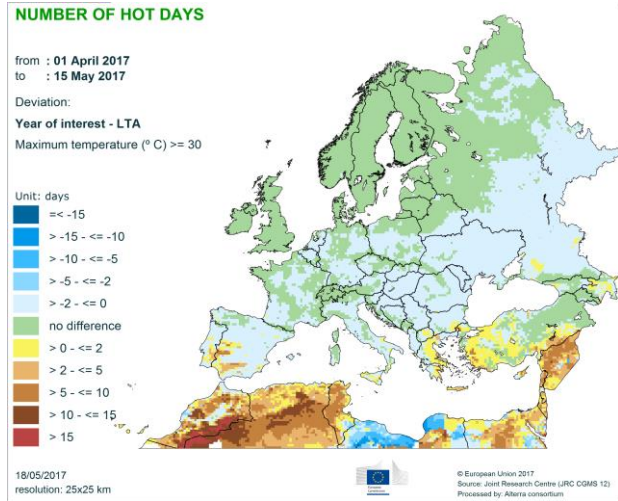 NUMBER OF HOT DAYS
from : 01 April 2017
to : 15 May 2017
Deviation:
Year of interest - LTA
Maximum temperature (º C) >= 30
Unit: days
=< -15
> -15 - <= -10
> -10 - <= -5
> -5 - <= -2
> -2 - <= 0
no difference
> 0 - <= 2
> 2 - <= 5
> 5 - <= 10
> 10 - <= 15
> 15
18/05/2017
resolution: 25x25 km
© European Union 2017
Source: Joint Research Centre (JRC CGMS 12)
Processed by: Alterra consortium